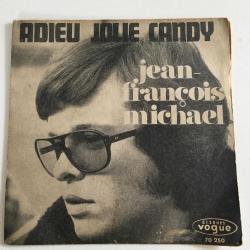 ADIEU JOLIE CANDY
jean-
françois
michael
DISQUES
vogue
70 250